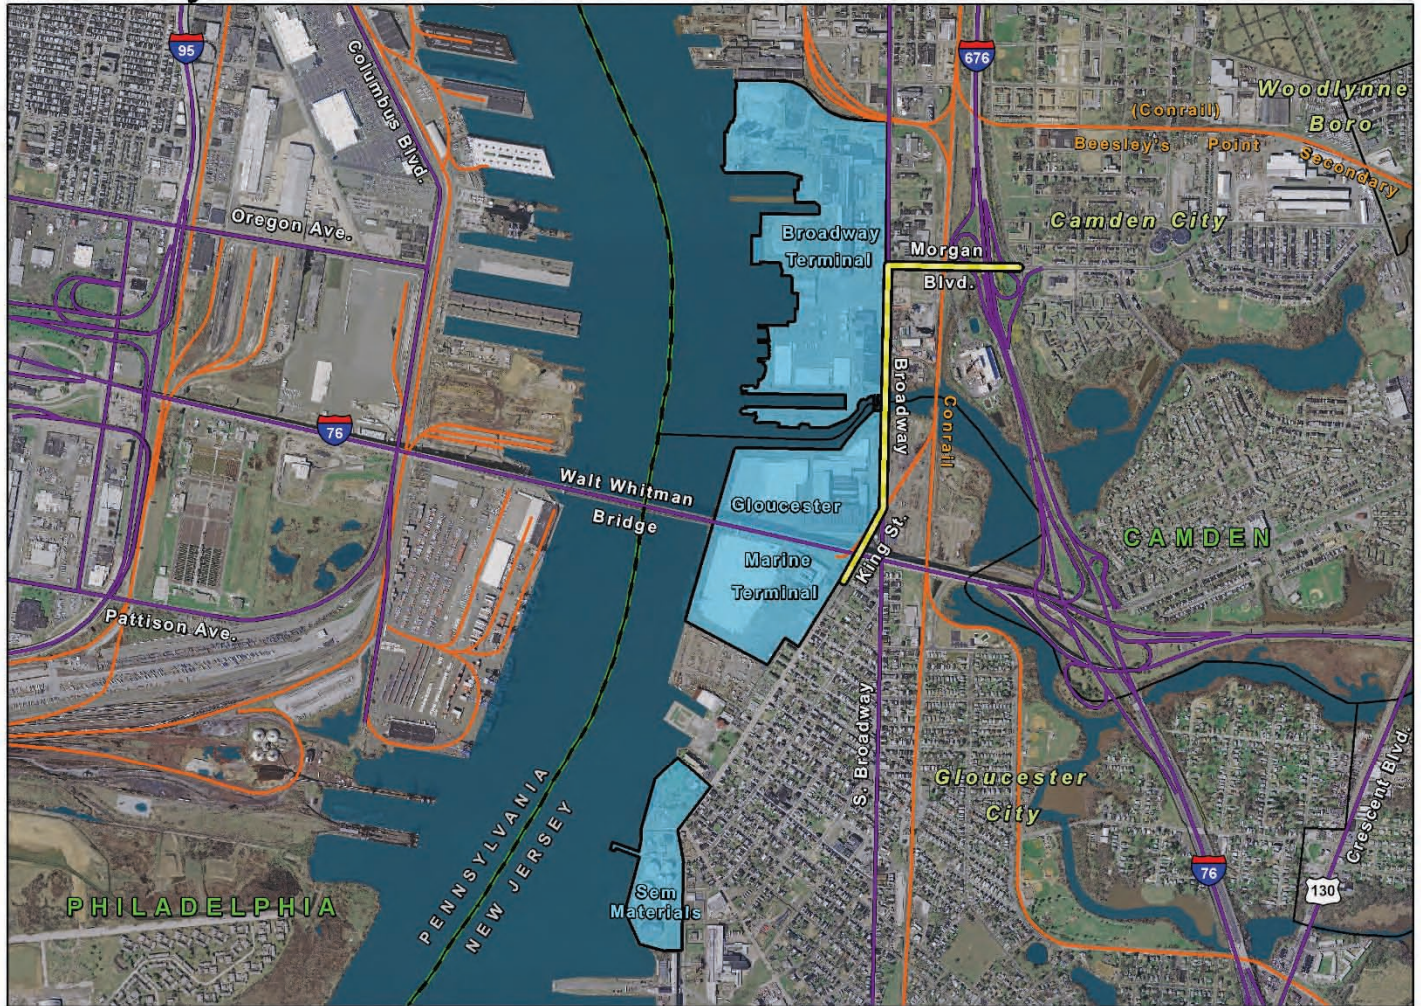 95
Columbus Blvd.
676
Woodlynne
Boro
(Conrail)
Beesley's Point Secondary
Oregon Ave.
Camden City
Broadway
Terminal
Morgan
Blvd.
Broadway
Conrail
76
Walt Whitman
Bridge
Gloucester
Marine
Terminal
King St.
CAMDEN
Pattison Ave.
S. Broadway
Gloucester
City
Crescent Blvd.
PENNSYLVANIA
NEW JERSEY
76
130
Sem
Materials
PHILADELPHIA